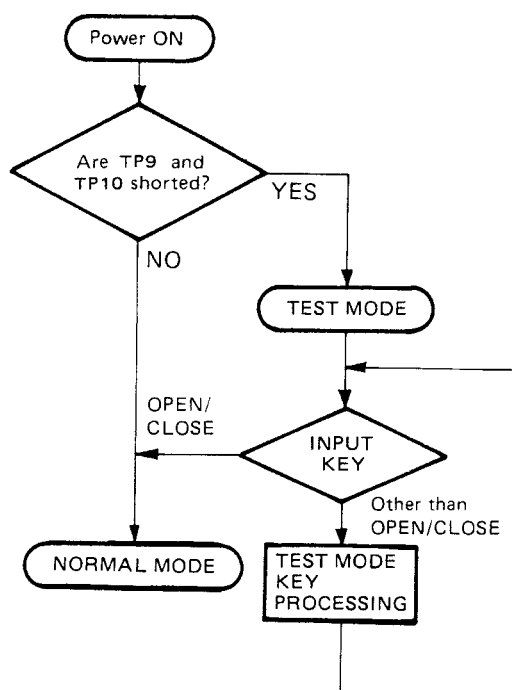 Power ON
Are TP9 and
TP10 shorted?
YES
NO
TEST MODE
OPEN/
CLOSE
INPUT
KEY
Other than
OPEN/CLOSE
NORMAL MODE
TEST MODE
KEY
PROCESSING